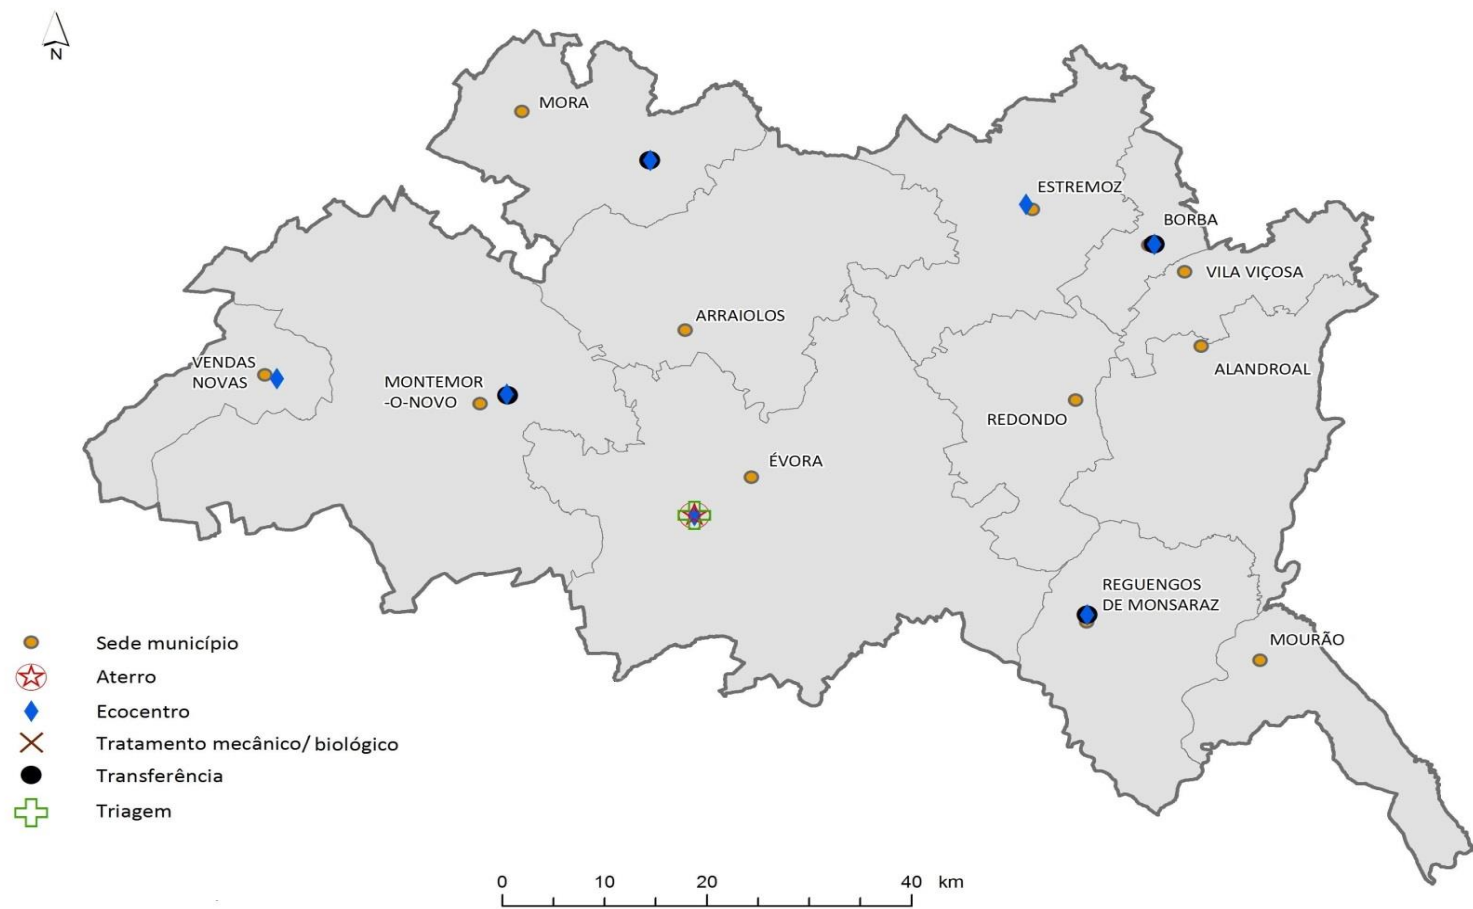 N
MORA
ESTREMOZ
BORBA
VILA VIÇOSA
ARRAIOLOS
VENDAS
NOVAS
MONTEMOR
-O-NOVO
ALANDROAL
REDONDO
ÉVORA
REGUENGOS
DE MONSARAZ
MOURÃO
Sede município
Aterro
Ecocentro
Tratamento mecânico/ biológico
Transferência
Triagem
0 10 20 40 km